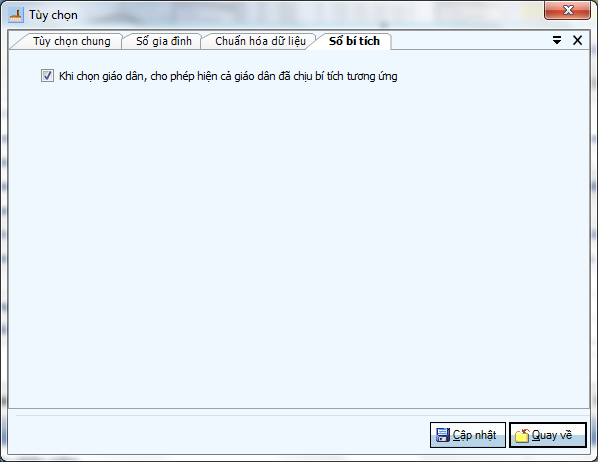 Tùy chọn
Tùy chọn chung
Sổ gia đình
Chuẩn hóa dữ liệu
Sổ bí tích
Khi chọn giáo dân, cho phép hiện cả giáo dân đã chịu bí tích tương ứng
Cập nhật
Quay về